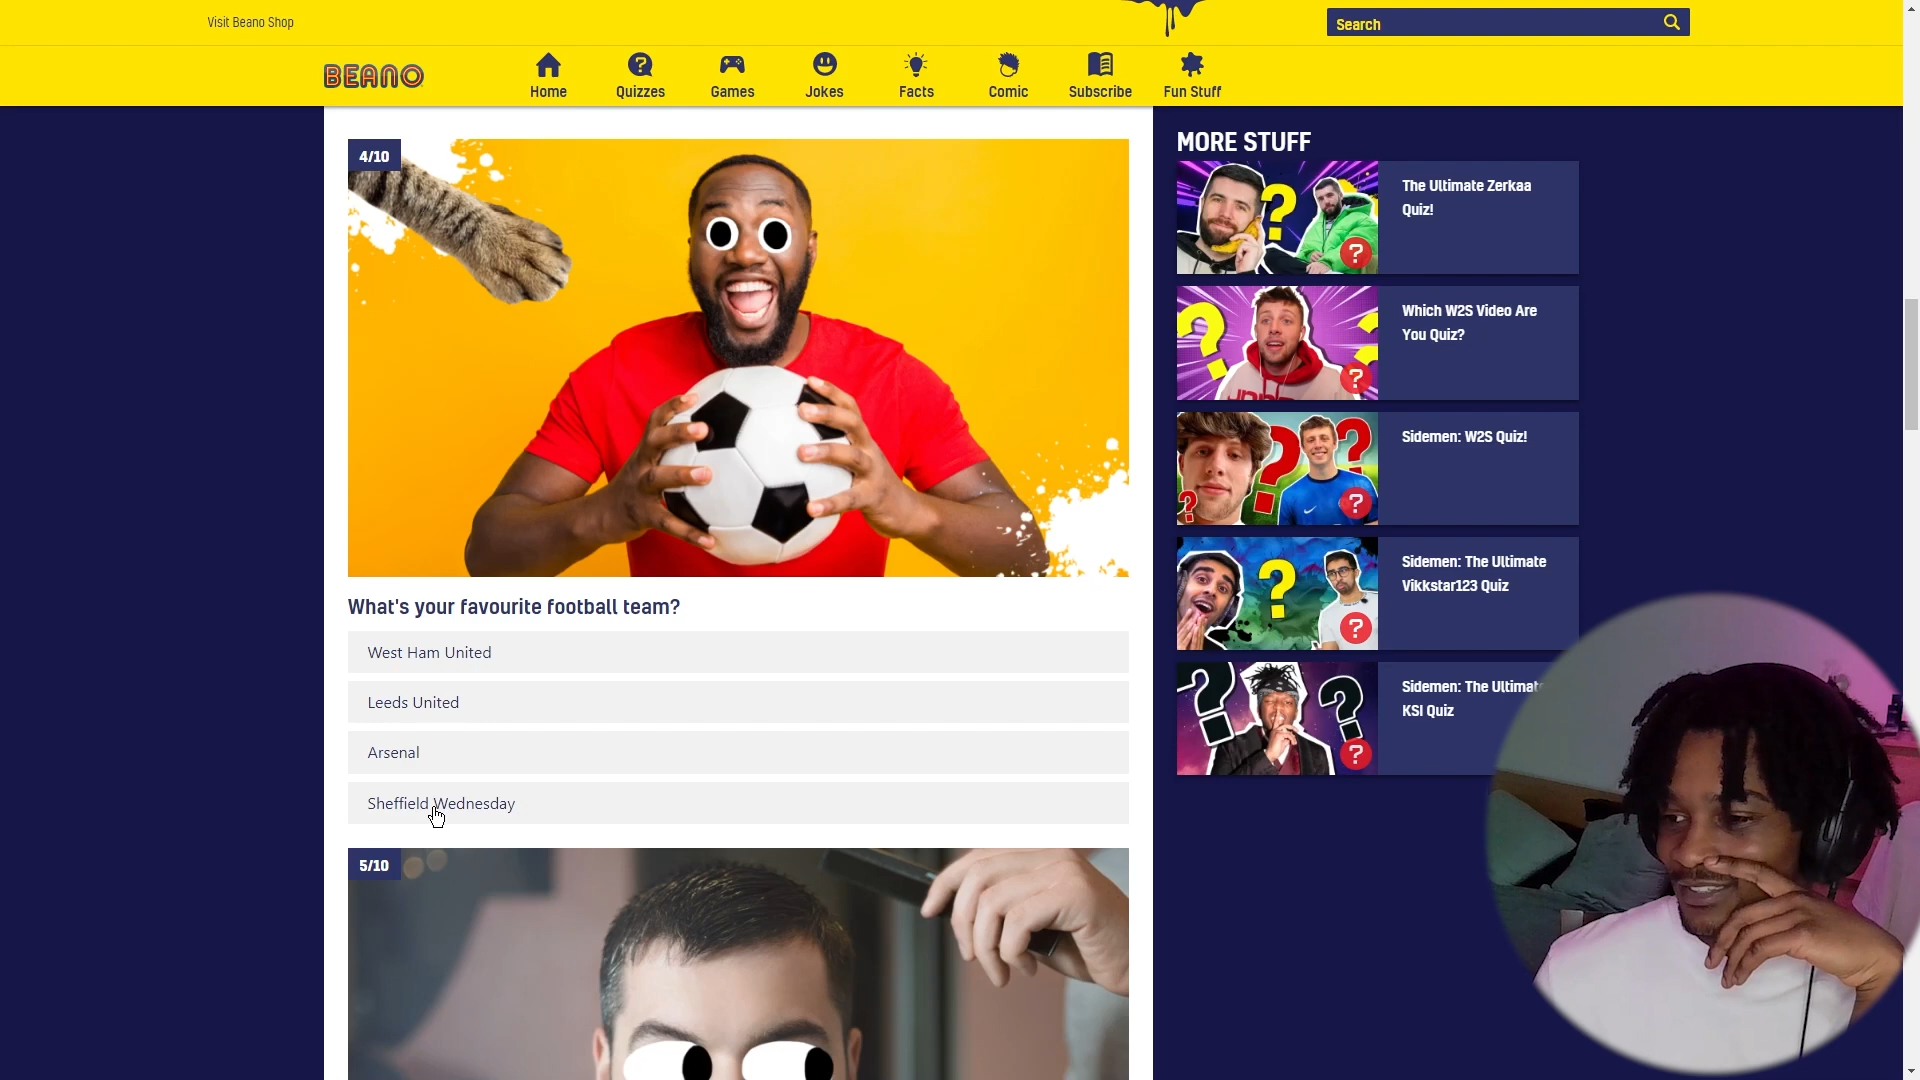 Visit Beano Shop
Search
BEANO
Home
Quizzes
Games
Jokes
Facts
Comic
Subscribe
Fun Stuff
4/10
What's your favourite football team?
West Ham United
Leeds United
Arsenal
Sheffield Wednesday
5/10
MORE STUFF
The Ultimate Zerkaa
Quiz!
Which W2S Video Are
You Quiz?
Sidemen: W2S Quiz!
Sidemen: The Ultimate
Vikkstar123 Quiz
Sidemen: The Ultimate
KSI Quiz